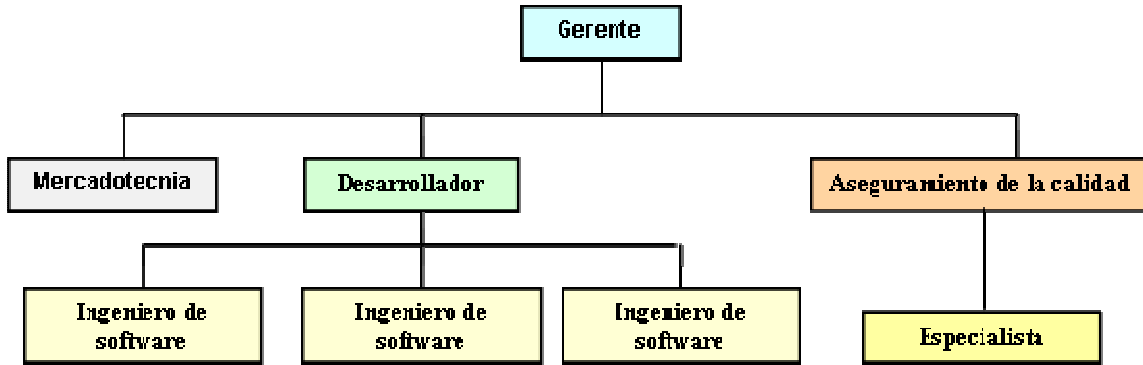 Gerente
Mercadotecnia
Desarrollador
Aseguramiento de la calidad
Ingeniero de
software
Ingeniero de
software
Ingeniero de
software
Especialista